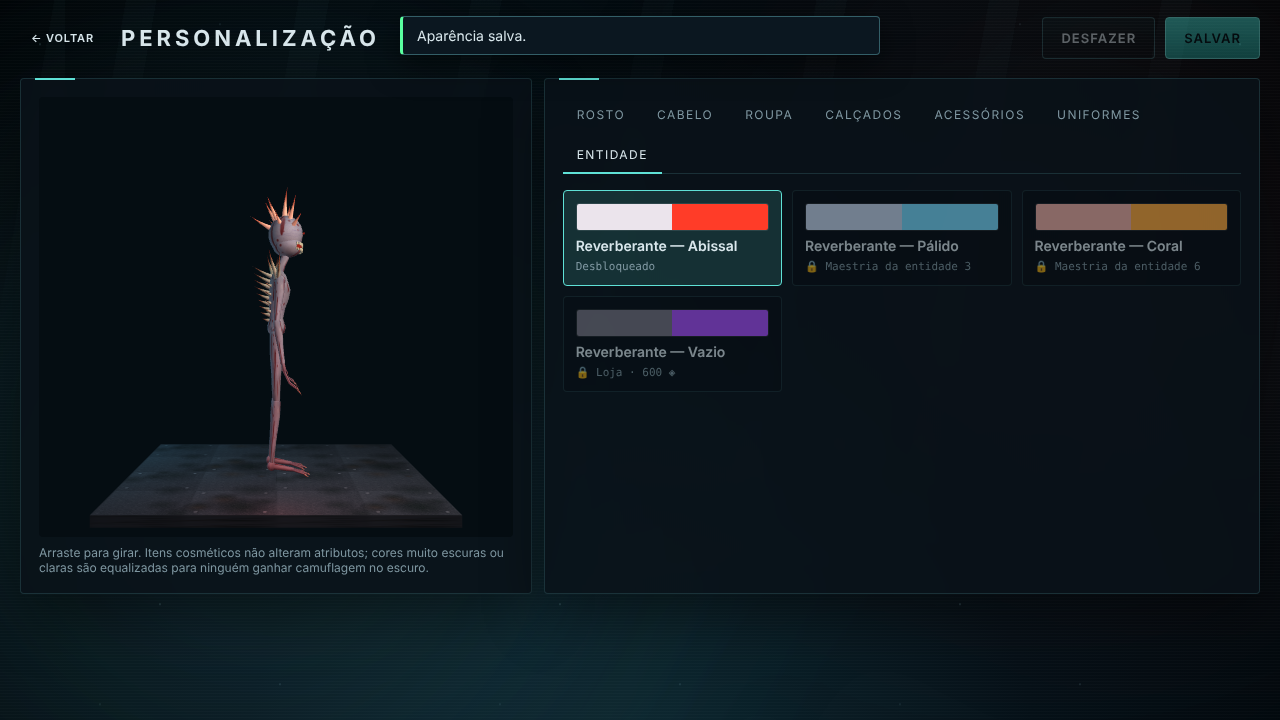 ← VOLTAR
PERSONALIZAÇÃO
Aparência salva.
DESFAZER
SALVAR
ROSTO
CABELO
ROUPA
CALÇADOS
ACESSÓRIOS
UNIFORMES
ENTIDADE
Reverberante — Abissal
Desbloqueado
Reverberante — Pálido
🔒 Maestria da entidade 3
Reverberante — Coral
🔒 Maestria da entidade 6
Reverberante — Vazio
🔒 Loja · 600 ◆
Arraste para girar. Itens cosméticos não alteram atributos; cores muito escuras ou
claras são equalizadas para ninguém ganhar camuflagem no escuro.